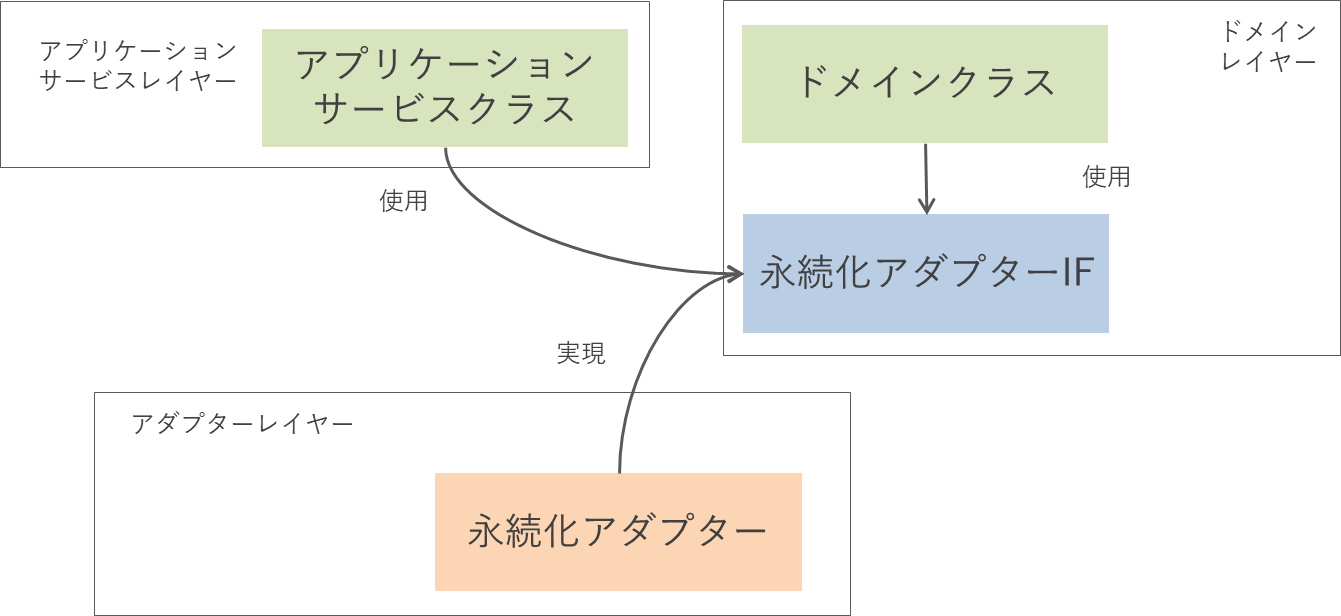 アプリケーション
サービスレイヤー
アプリケーション
サービスクラス
ドメインクラス
ドメイン
レイヤー
使用
使用
永続化アダプターIF
実現
アダプターレイヤー
永続化アダプター